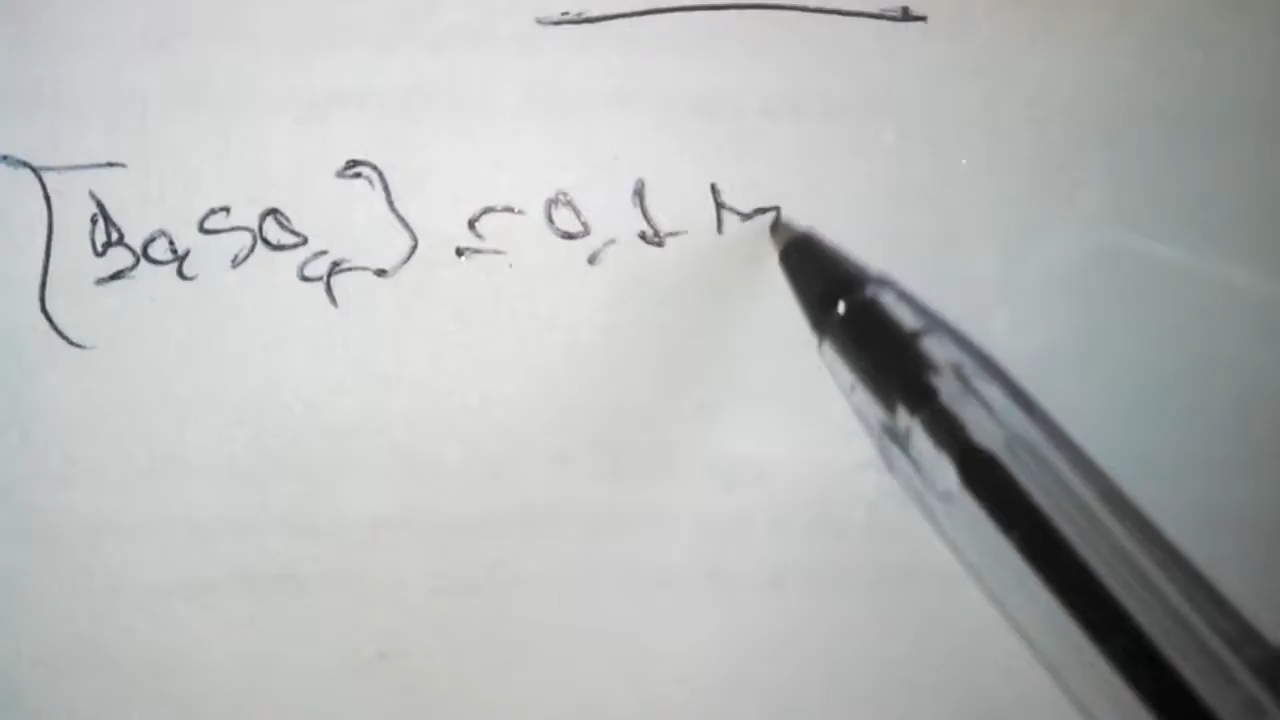 [BaSO₄] = 0,1 M